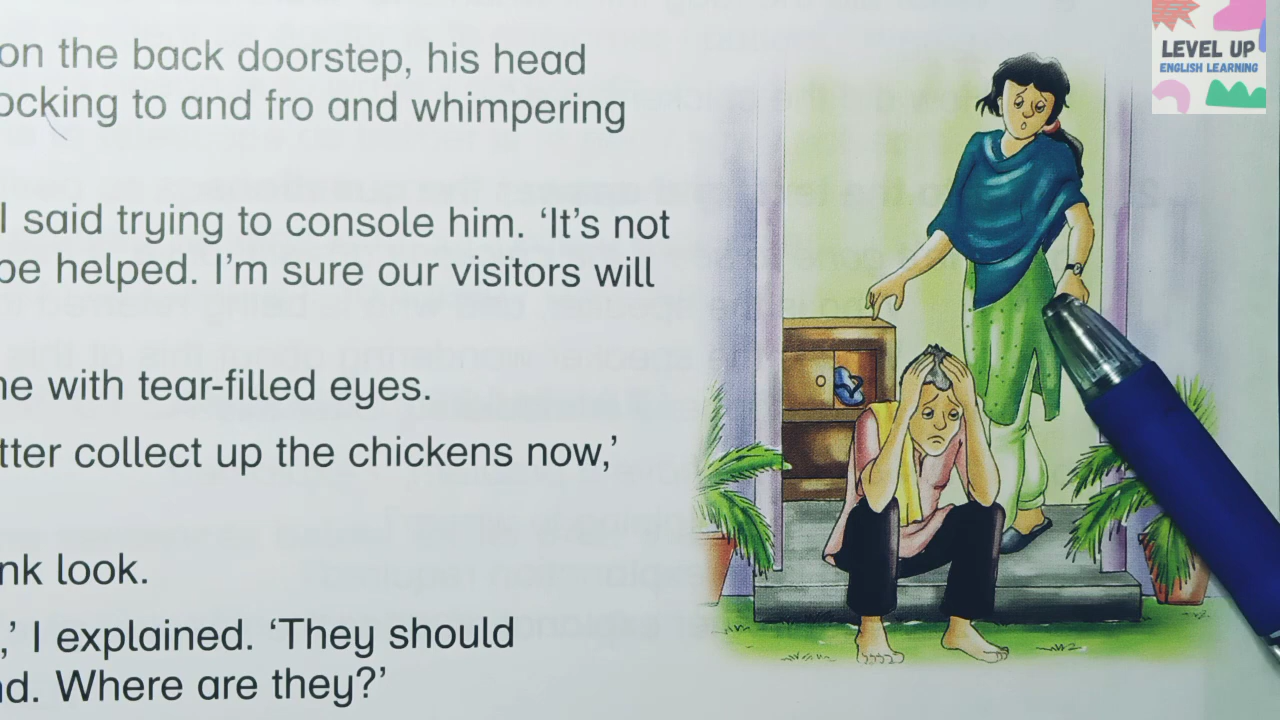 on the back doorstep, his head
ocking to and fro and whimpering
I said trying to console him. ‘It’s not
be helped. I’m sure our visitors will
ne with tear-filled eyes.
tter collect up the chickens now,’
nk look.
,’ I explained. ‘They should
nd. Where are they?’
LEVEL UP
ENGLISH LEARNING